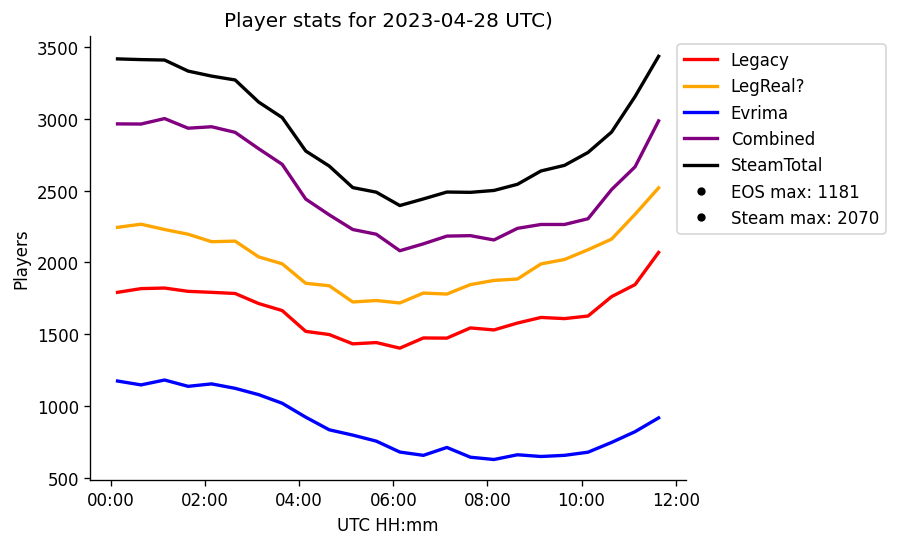 Player stats for 2023-04-28 UTC)
3500
3000
2500
2000
1500
1000
500
Players
00:00 02:00 04:00 06:00 08:00 10:00 12:00
UTC HH:mm
Legacy
LegReal?
Evrima
Combined
SteamTotal
EOS max: 1181
Steam max: 2070